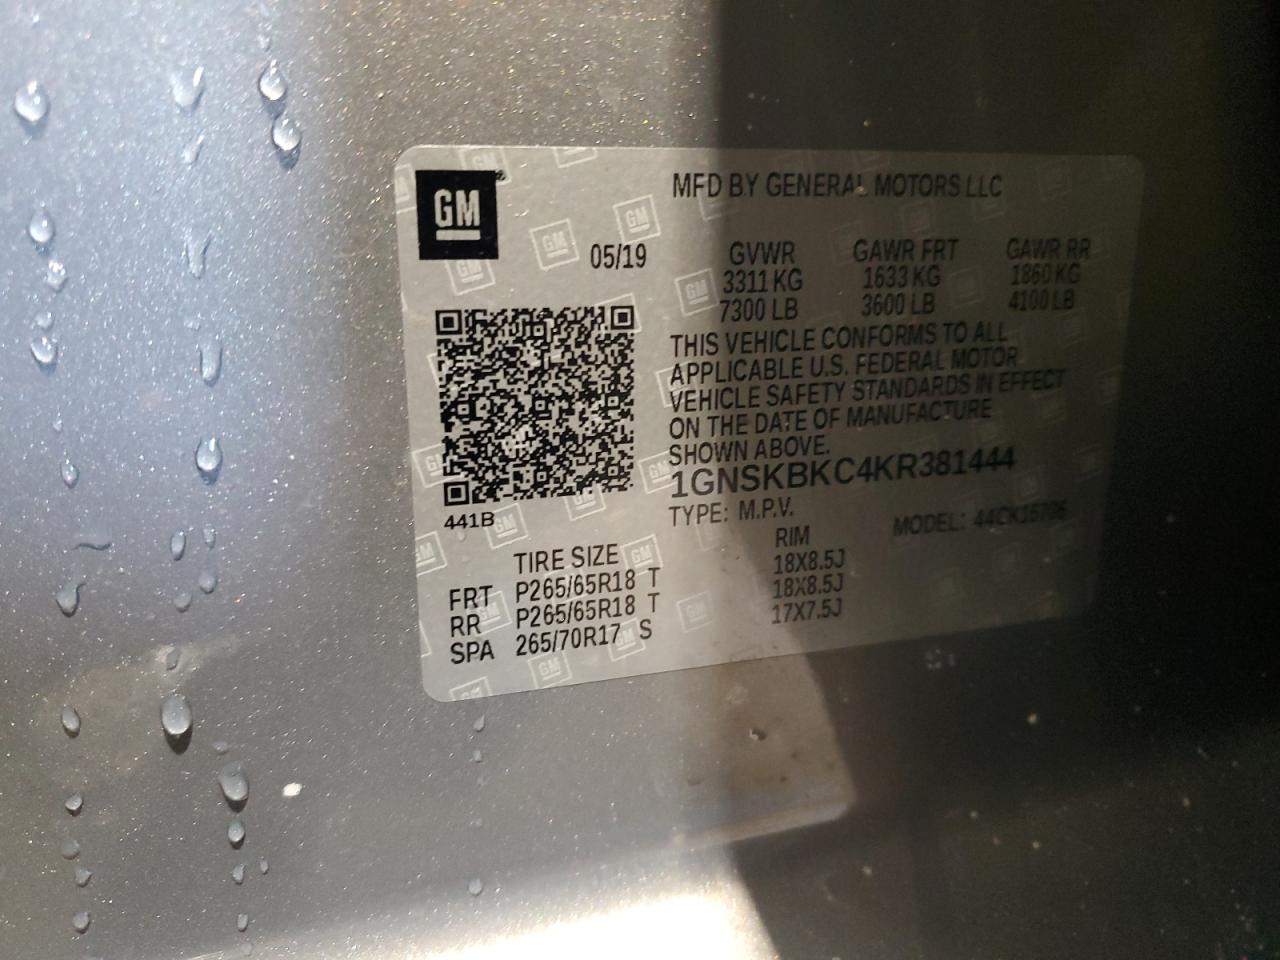 GM
MFD BY GENERAL MOTORS LLC
05/19
GVWR GAWR FRT GAWR RR
3311 KG 1633 KG 1860 KG
7300 LB 3600 LB 4100 LB
THIS VEHICLE CONFORMS TO ALL
APPLICABLE U.S. FEDERAL MOTOR
VEHICLE SAFETY STANDARDS IN EFFECT
ON THE DATE OF MANUFACTURE
SHOWN ABOVE.
1GNSKBKC4KR381444
TYPE: M.P.V. MODEL:
441B
TIRE SIZE RIM
FRT P265/65R18 T 18X8.5J
RR P265/65R18 T 18X8.5J
SPA 265/70R17 S 17X7.5J